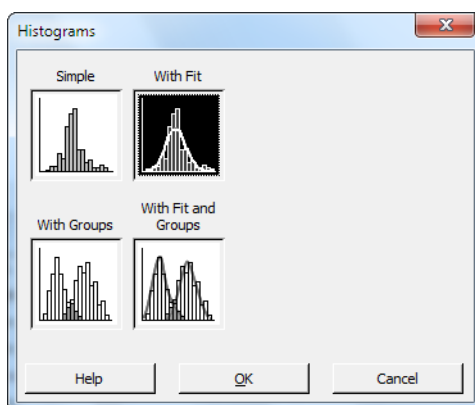 Histograms
Simple
With Fit
With Groups
With Fit and
Groups
Help
OK
Cancel